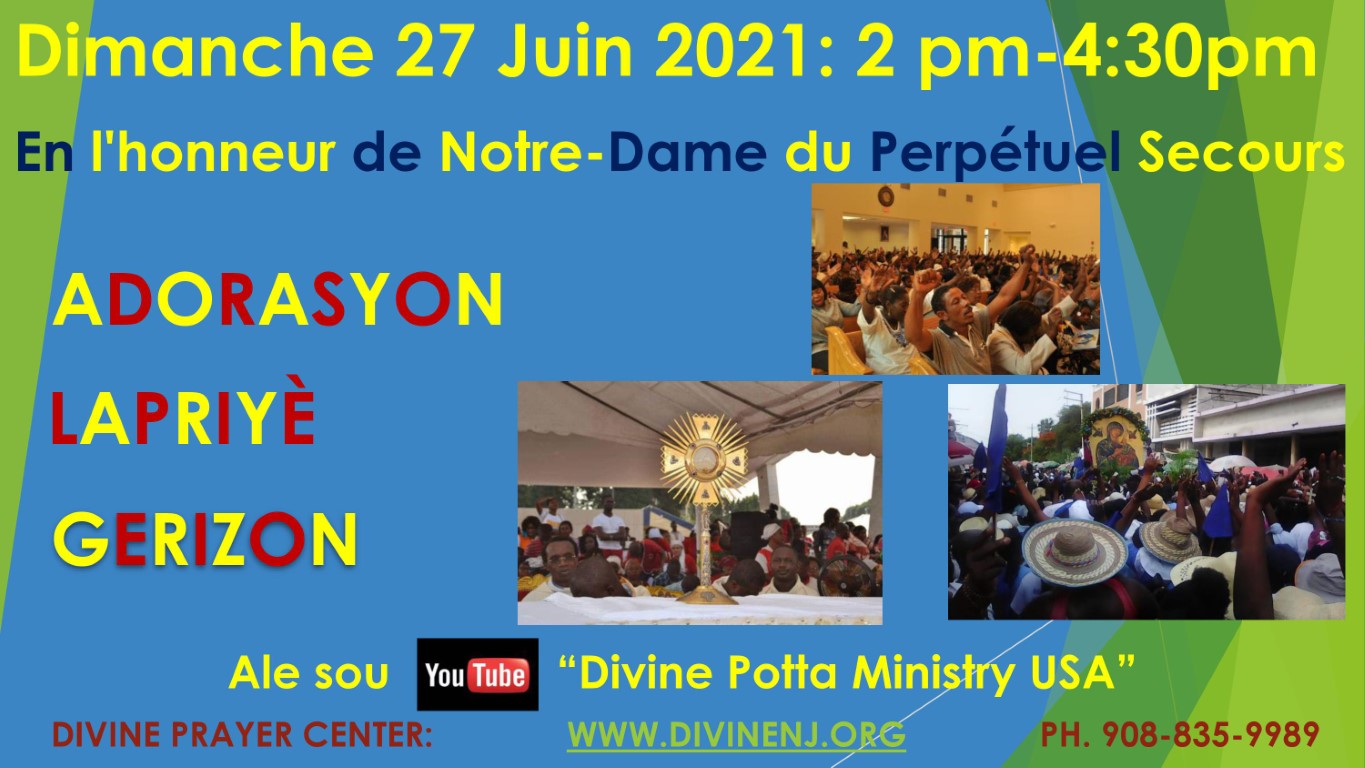 Dimanche 27 Juin 2021: 2 pm-4:30pm
En l'honneur de Notre-Dame du Perpétuel Secours
ADORASYON
LAPRIYÈ
GERIZON
Ale sou YouTube “Divine Potta Ministry USA”
DIVINE PRAYER CENTER: WWW.DIVINENJ.ORG PH. 908-835-9989